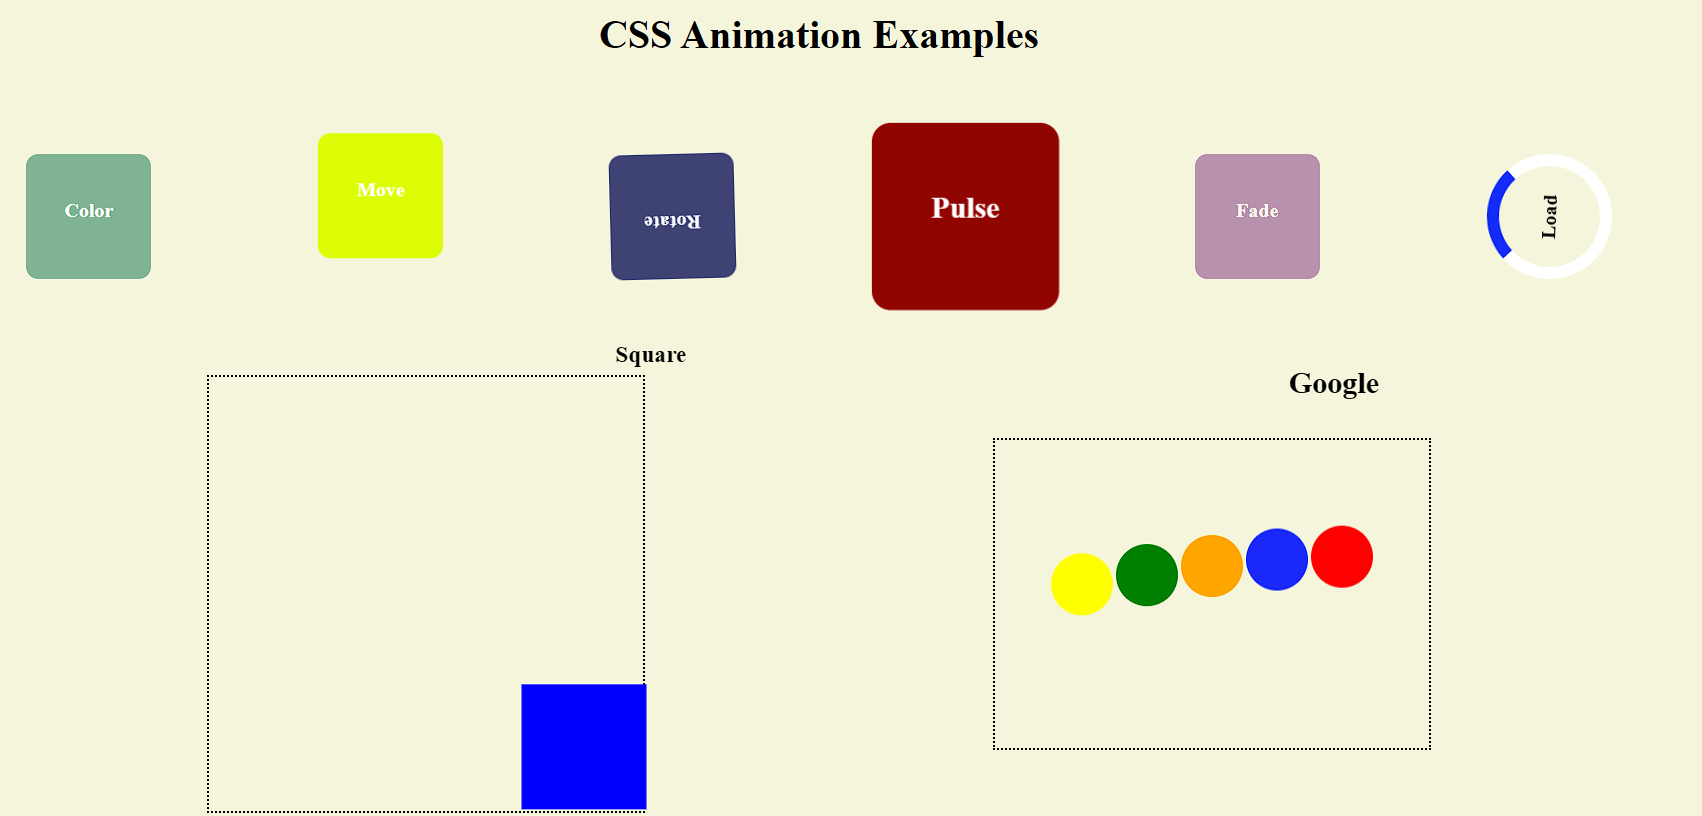 CSS Animation Examples
Color
Move
Rotate
Pulse
Fade
Load
Square
Google